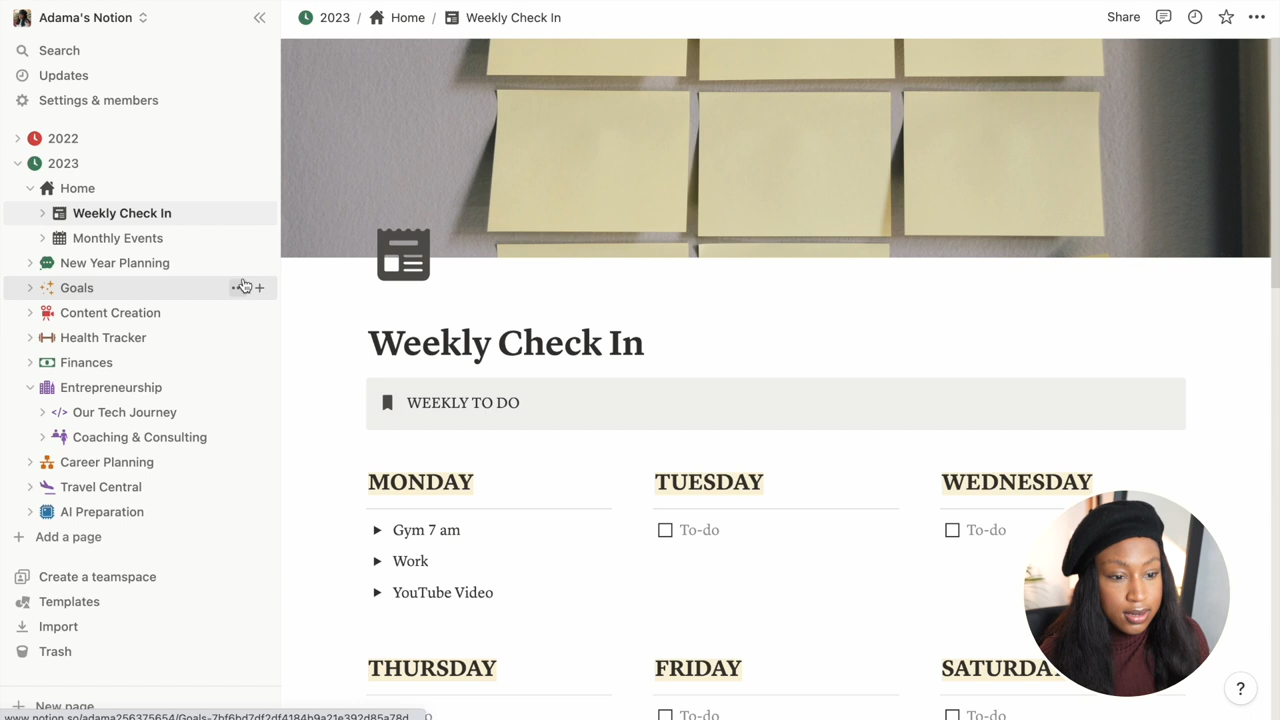 Adama's Notion
2023 / Home / Weekly Check In
Share
Search
Updates
Settings & members
2022
2023
Home
Weekly Check In
Monthly Events
New Year Planning
Goals
Content Creation
Health Tracker
Finances
Entrepreneurship
</> Our Tech Journey
Coaching & Consulting
Career Planning
Travel Central
AI Preparation
Add a page
Create a teamspace
Templates
Import
Trash
New page
Weekly Check In
WEEKLY TO DO
MONDAY
Gym 7 am
Work
YouTube Video
TUESDAY
To-do
WEDNESDAY
To-do
THURSDAY
FRIDAY
To-do
To-do
?